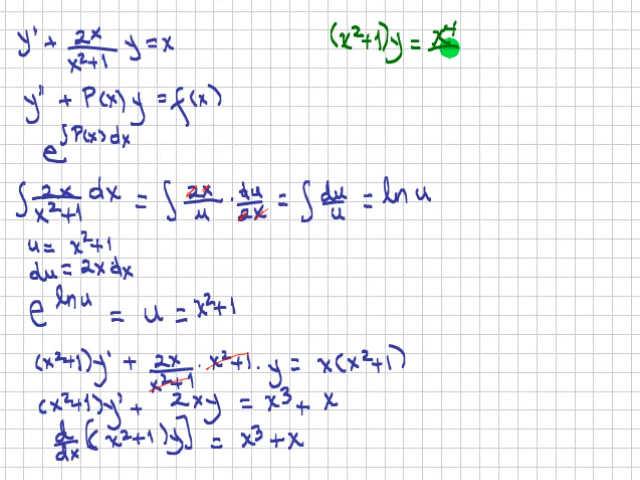 y' + 2x/(x²+1) y = x
y' + P(x)y = f(x)
e^∫P(x)dx
∫ 2x/(x²+1) dx = ∫ 2x/u · du/2x = ∫ du/u = ln u
u = x²+1
du = 2x dx
e^ln u = u = x²+1
(x²+1)y' + 2x/(x²+1) · x²+1 · y = x(x²+1)
(x²+1)y' + 2xy = x³ + x
d/dx [(x²+1)y] = x³ + x
(x²+1)y = x⁴